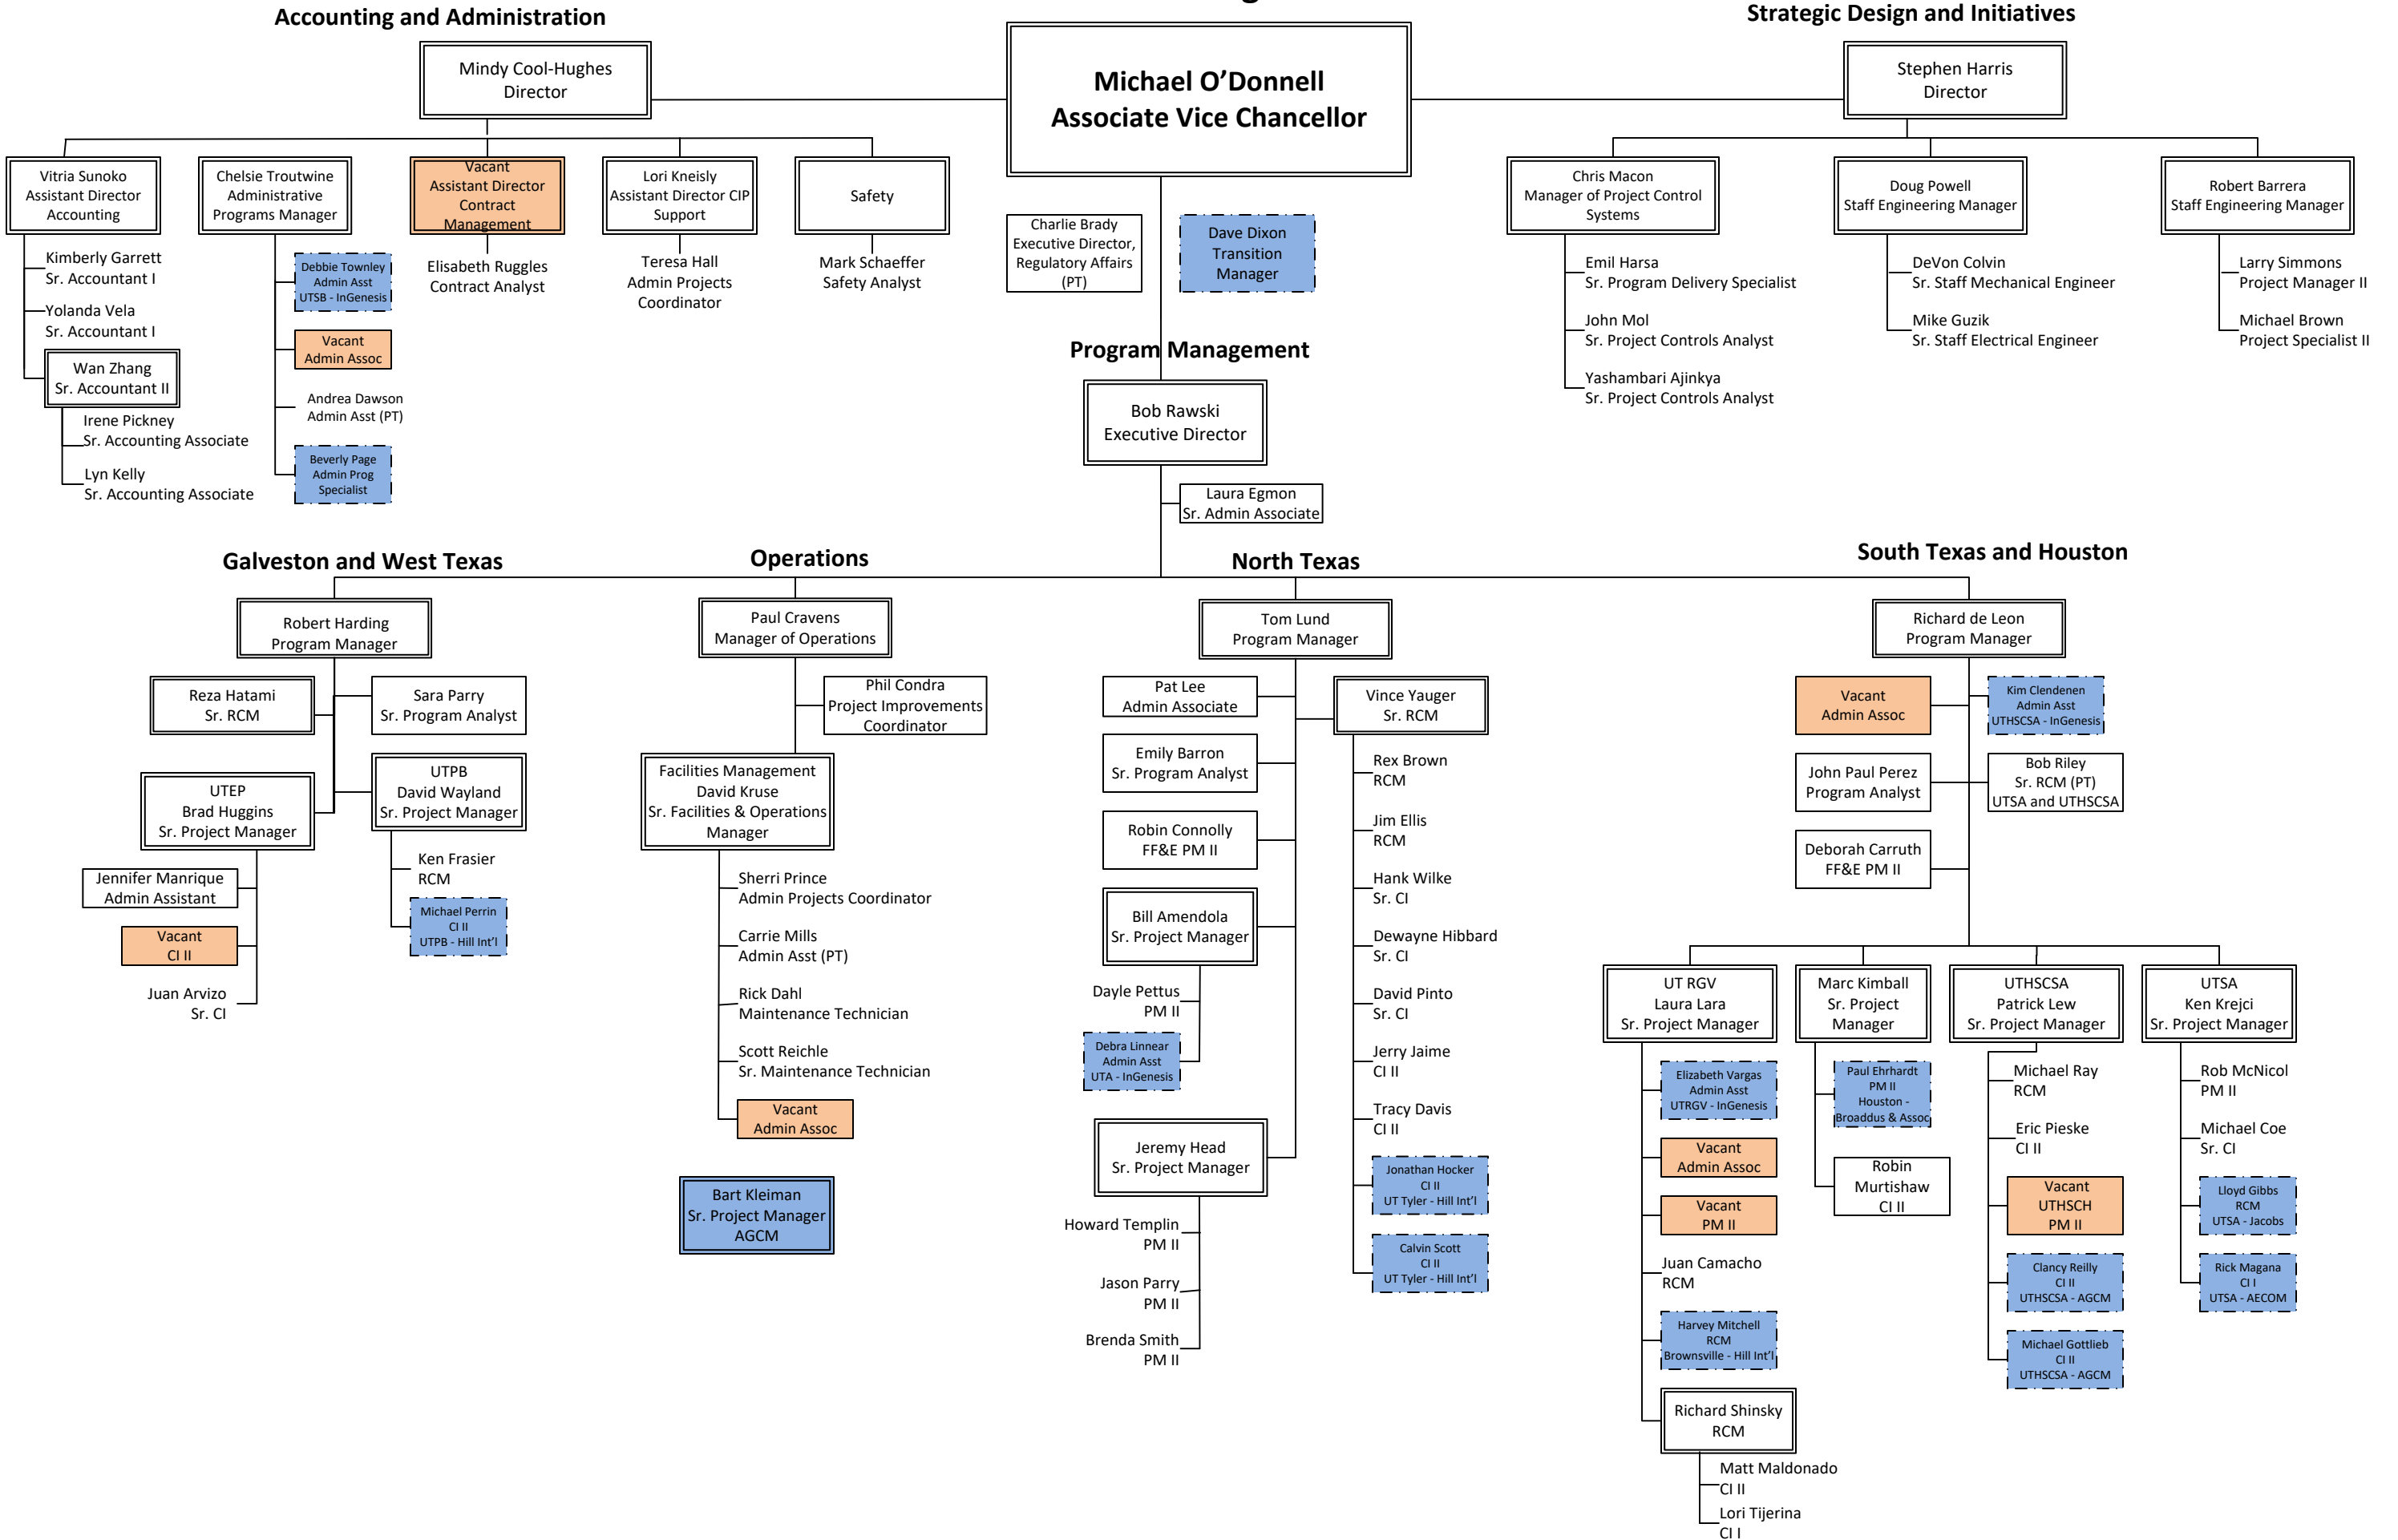 Accounting and Administration
Strategic Design and Initiatives
Mindy Cool-Hughes
Director
Michael O’Donnell
Associate Vice Chancellor
Stephen Harris
Director
Vitria Sunoko
Assistant Director
Accounting
Chelsie Troutwine
Administrative
Programs Manager
Vacant
Assistant Director
Contract
Management
Lori Kneisly
Assistant Director CIP
Support
Safety
Kimberly Garrett
Sr. Accountant I
Yolanda Vela
Sr. Accountant I
Wan Zhang
Sr. Accountant II
Irene Pickney
Sr. Accounting Associate
Lyn Kelly
Sr. Accounting Associate
Debbie Townley
Admin Asst
UTSB - InGenesis
Vacant
Admin Assoc
Andrea Dawson
Admin Asst (PT)
Beverly Page
Admin Prog
Specialist
Elisabeth Ruggles
Contract Analyst
Teresa Hall
Admin Projects
Coordinator
Mark Schaeffer
Safety Analyst
Charlie Brady
Executive Director,
Regulatory Affairs
(PT)
Dave Dixon
Transition
Manager
Chris Macon
Manager of Project Control
Systems
Doug Powell
Staff Engineering Manager
Robert Barrera
Staff Engineering Manager
Emil Harsa
Sr. Program Delivery Specialist
John Mol
Sr. Project Controls Analyst
Yashambari Ajinkya
Sr. Project Controls Analyst
DeVon Colvin
Sr. Staff Mechanical Engineer
Mike Guzik
Sr. Staff Electrical Engineer
Larry Simmons
Project Manager II
Michael Brown
Project Specialist II
Program Management
Bob Rawski
Executive Director
Laura Egmon
Sr. Admin Associate
Galveston and West Texas
Operations
North Texas
South Texas and Houston
Robert Harding
Program Manager
Reza Hatami
Sr. RCM
Sara Parry
Sr. Program Analyst
UTEP
Brad Huggins
Sr. Project Manager
UTPB
David Wayland
Sr. Project Manager
Jennifer Manrique
Admin Assistant
Vacant
CI II
Juan Arvizo
Sr. CI
Ken Frasier
RCM
Michael Perrin
CI II
UTPB - Hill Int’l
Paul Cravens
Manager of Operations
Phil Condra
Project Improvements
Coordinator
Facilities Management
David Kruse
Sr. Facilities & Operations
Manager
Sherri Prince
Admin Projects Coordinator
Carrie Mills
Admin Asst (PT)
Rick Dahl
Maintenance Technician
Scott Reichle
Sr. Maintenance Technician
Vacant
Admin Assoc
Bart Kleiman
Sr. Project Manager
AGCM
Tom Lund
Program Manager
Pat Lee
Admin Associate
Emily Barron
Sr. Program Analyst
Robin Connolly
FF&E PM II
Bill Amendola
Sr. Project Manager
Dayle Pettus
PM II
Debra Linnear
Admin Asst
UTA - InGenesis
Jeremy Head
Sr. Project Manager
Howard Templin
PM II
Jason Parry
PM II
Brenda Smith
PM II
Vince Yauger
Sr. RCM
Rex Brown
RCM
Jim Ellis
RCM
Hank Wilke
Sr. CI
Dewayne Hibbard
Sr. CI
David Pinto
Sr. CI
Jerry Jaime
CI II
Tracy Davis
CI II
Jonathan Hocker
CI II
UT Tyler - Hill Int’l
Calvin Scott
CI II
UT Tyler - Hill Int’l
Richard de Leon
Program Manager
Vacant
Admin Assoc
Kim Clendenen
Admin Asst
UTHSCSA - InGenesis
John Paul Perez
Program Analyst
Bob Riley
Sr. RCM (PT)
UTSA and UTHSCSA
Deborah Carruth
FF&E PM II
UT RGV
Laura Lara
Sr. Project Manager
Marc Kimball
Sr. Project
Manager
UTHSCSA
Patrick Lew
Sr. Project Manager
UTSA
Ken Krejci
Sr. Project Manager
Elizabeth Vargas
Admin Asst
UTRGV - InGenesis
Vacant
Admin Assoc
Vacant
PM II
Juan Camacho
RCM
Harvey Mitchell
RCM
Brownsville - Hill Int’l
Richard Shinsky
RCM
Matt Maldonado
CI II
Lori Tijerina
CI I
Paul Ehrhardt
PM II
Houston -
Broaddus & Assoc
Robin
Murtishaw
CI II
Michael Ray
RCM
Eric Pieske
CI II
Vacant
UTHSCH
PM II
Clancy Reilly
CI II
UTHSCSA - AGCM
Michael Gottlieb
CI II
UTHSCSA - AGCM
Rob McNicol
PM II
Michael Coe
Sr. CI
Lloyd Gibbs
RCM
UTSA - Jacobs
Rick Magana
CI I
UTSA - AECOM